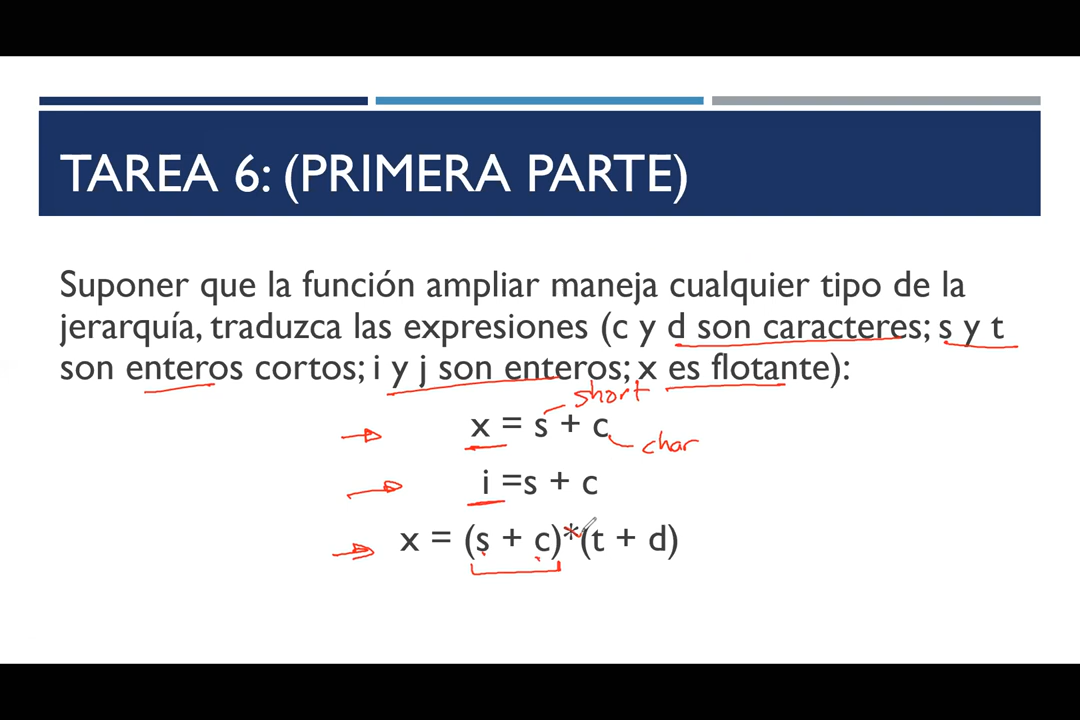 TAREA 6: (PRIMERA PARTE)
Suponer que la función ampliar maneja cualquier tipo de la
jerarquía, traduzca las expresiones (c y d son caracteres; s y t
son enteros cortos; i y j son enteros; x es flotante):
short
x = s + c
char
i =s + c
x = (s + c)*(t + d)